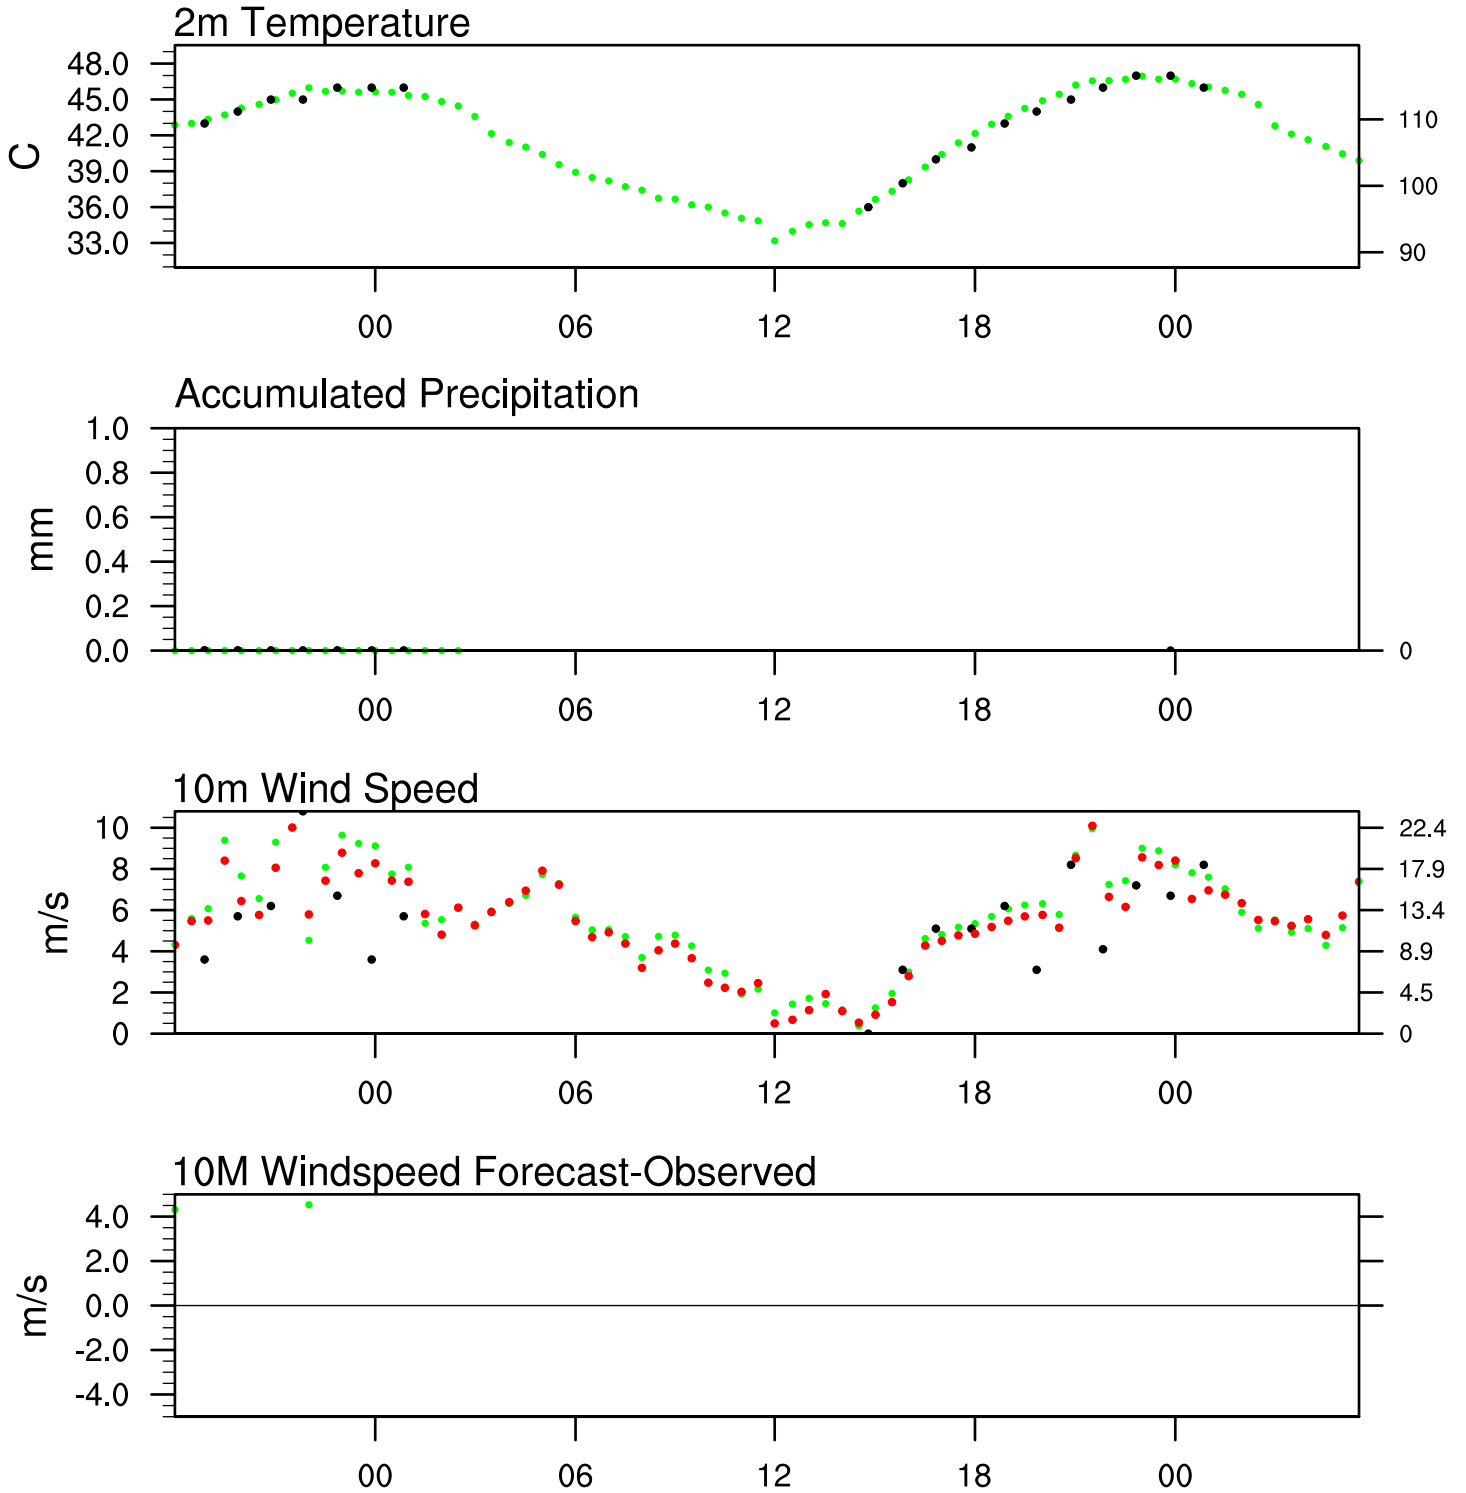 2m Temperature
48.0
45.0
42.0
39.0
36.0
33.0
C
110
100
90
00 06 12 18 00
Accumulated Precipitation
1.0
0.8
0.6
0.4
0.2
0.0
mm
0
00 06 12 18 00
10m Wind Speed
10
8
6
4
2
0
m/s
22.4
17.9
13.4
8.9
4.5
0
00 06 12 18 00
10M Windspeed Forecast-Observed
4.0
2.0
0.0
-2.0
-4.0
m/s
00 06 12 18 00